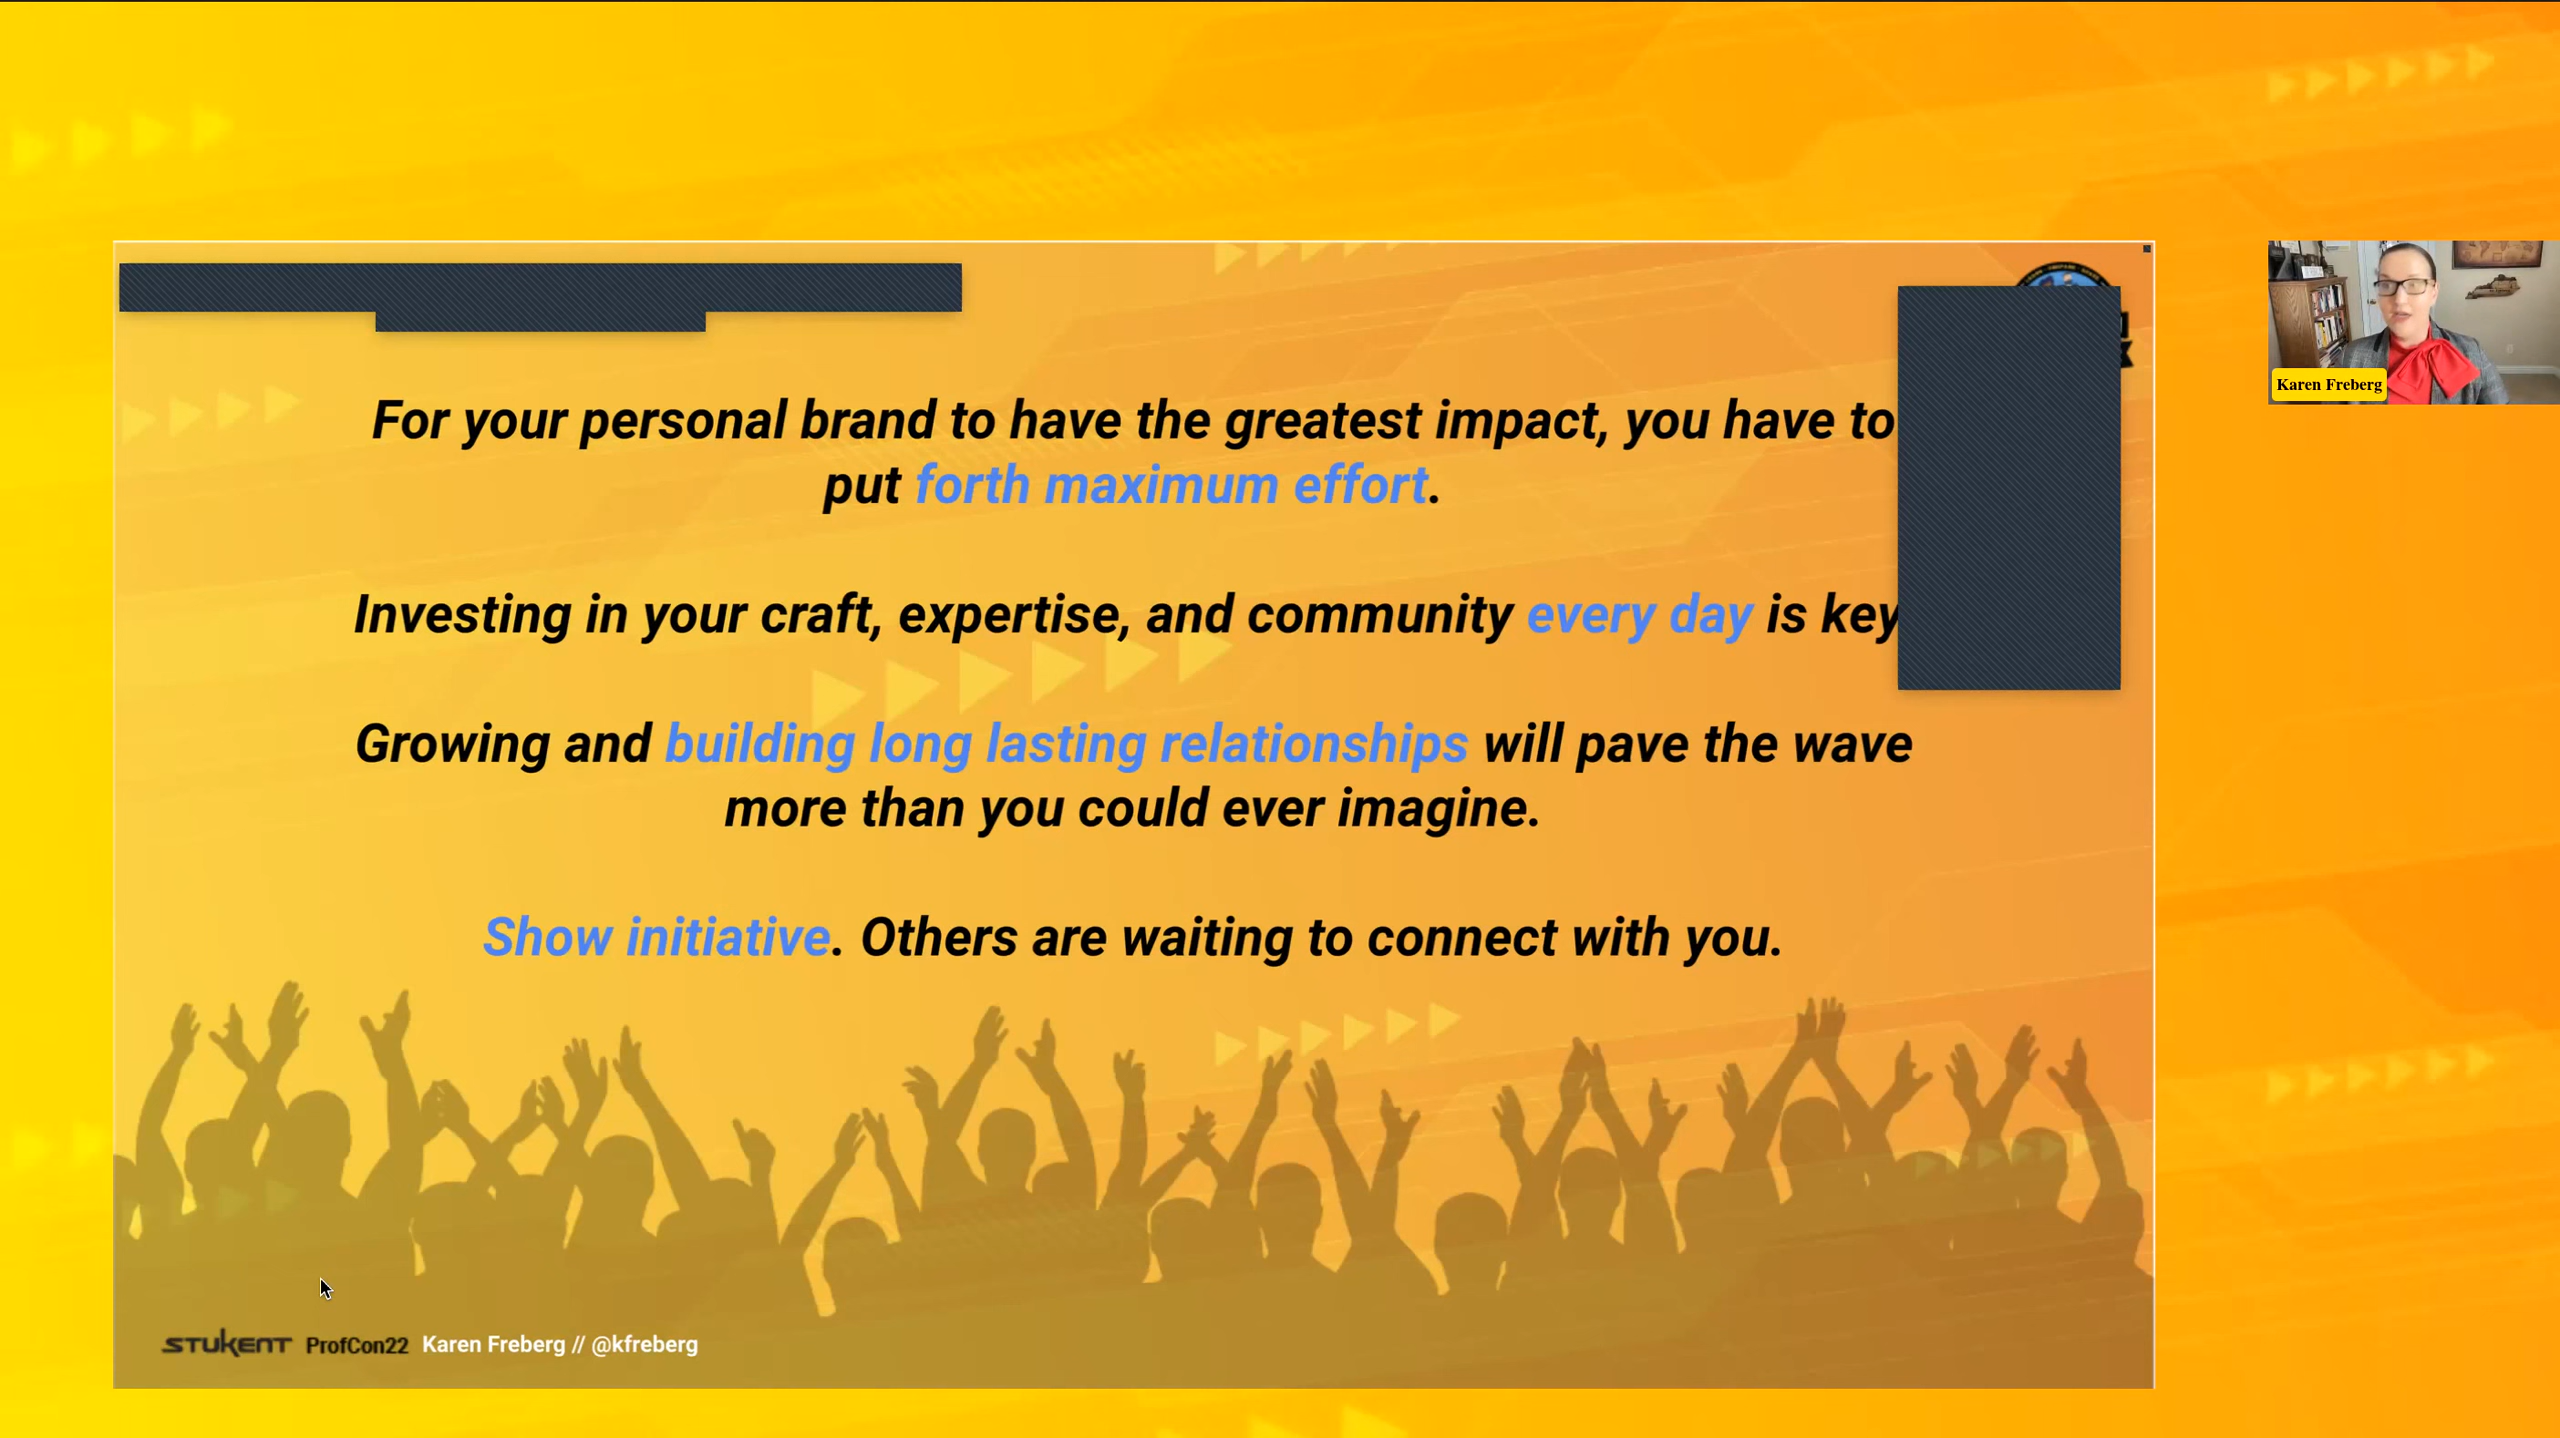 For your personal brand to have the greatest impact, you have to
put forth maximum effort.
Investing in your craft, expertise, and community every day is key
Growing and building long lasting relationships will pave the wave
more than you could ever imagine.
Show initiative. Others are waiting to connect with you.
Karen Freberg
STUKENT ProfCon22 Karen Freberg // @kfreberg